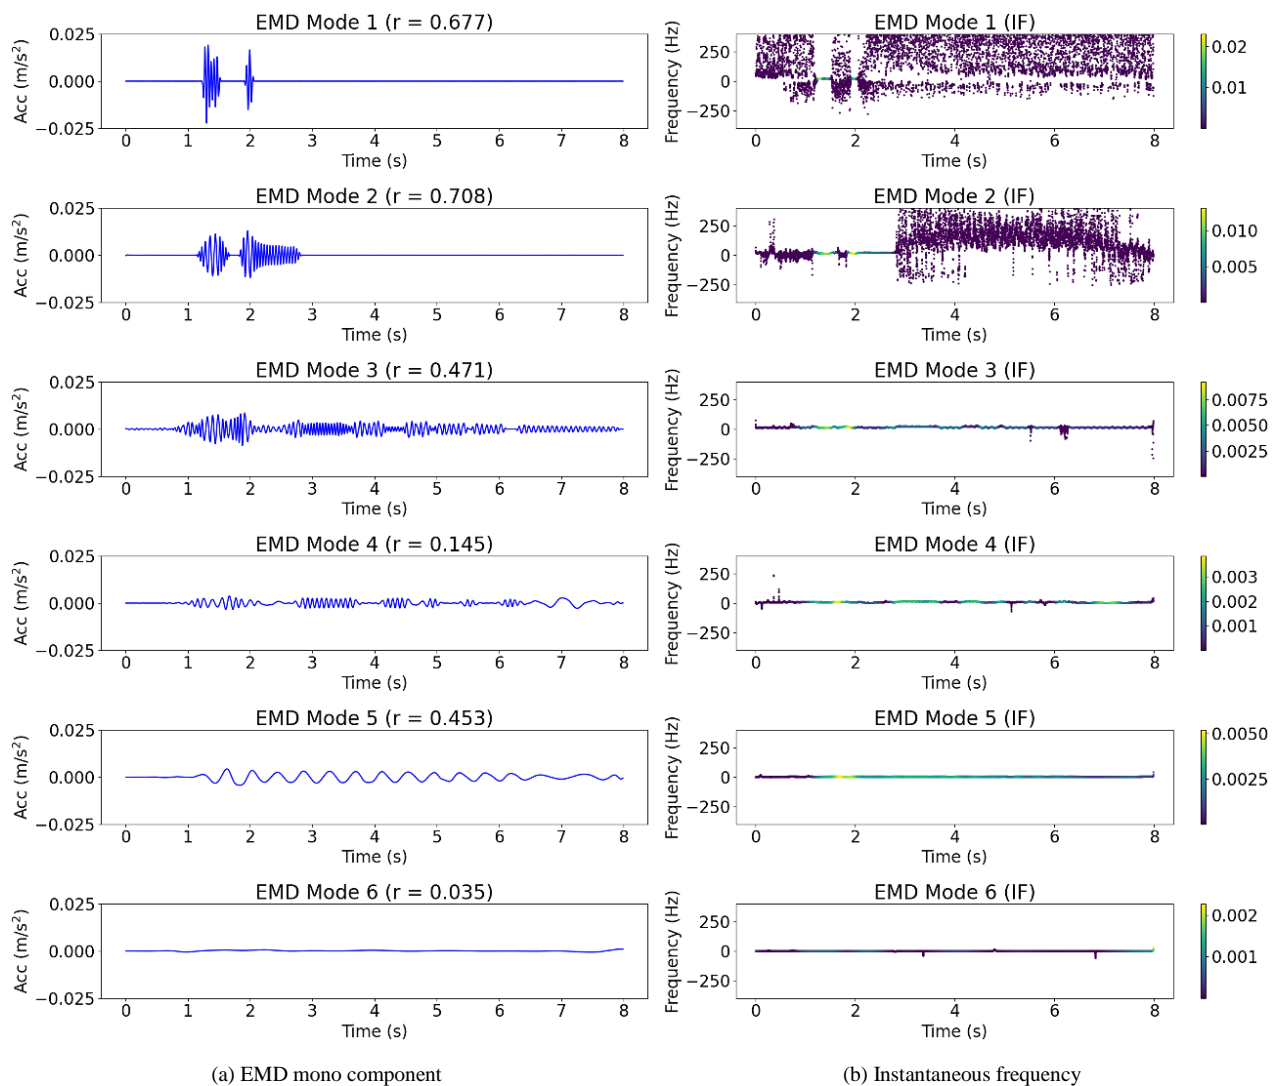 EMD Mode 1 (r = 0.677)
EMD Mode 1 (IF)
Acc (m/s²)
0.025
0.000
−0.025
0 1 2 3 4 5 6 7 8
Time (s)
Frequency (Hz)
250
0
−250
0 2 4 6 8
Time (s)
0.02
0.01
EMD Mode 2 (r = 0.708)
EMD Mode 2 (IF)
Acc (m/s²)
0.025
0.000
−0.025
0 1 2 3 4 5 6 7 8
Time (s)
Frequency (Hz)
250
0
−250
0 2 4 6 8
Time (s)
0.010
0.005
EMD Mode 3 (r = 0.471)
EMD Mode 3 (IF)
Acc (m/s²)
0.025
0.000
−0.025
0 1 2 3 4 5 6 7 8
Time (s)
Frequency (Hz)
250
0
−250
0 2 4 6 8
Time (s)
0.0075
0.0050
0.0025
EMD Mode 4 (r = 0.145)
EMD Mode 4 (IF)
Acc (m/s²)
0.025
0.000
−0.025
0 1 2 3 4 5 6 7 8
Time (s)
Frequency (Hz)
250
0
−250
0 2 4 6 8
Time (s)
0.003
0.002
0.001
EMD Mode 5 (r = 0.453)
EMD Mode 5 (IF)
Acc (m/s²)
0.025
0.000
−0.025
0 1 2 3 4 5 6 7 8
Time (s)
Frequency (Hz)
250
0
−250
0 2 4 6 8
Time (s)
0.0050
0.0025
EMD Mode 6 (r = 0.035)
EMD Mode 6 (IF)
Acc (m/s²)
0.025
0.000
−0.025
0 1 2 3 4 5 6 7 8
Time (s)
Frequency (Hz)
250
0
−250
0 2 4 6 8
Time (s)
0.002
0.001
(a) EMD mono component
(b) Instantaneous frequency